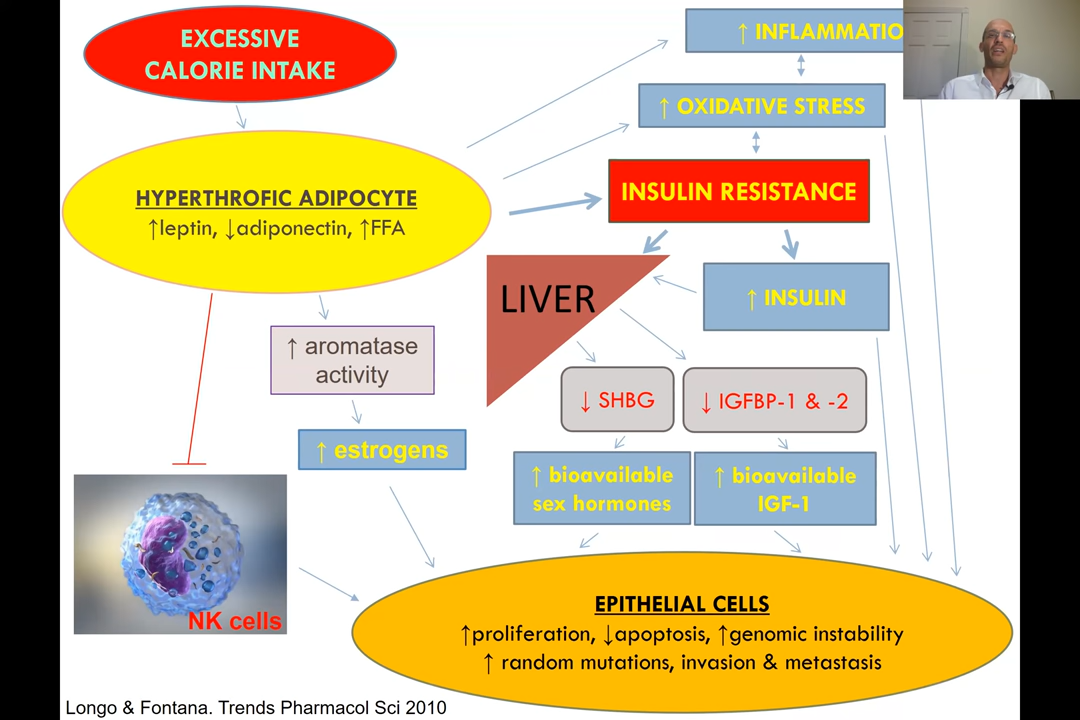 EXCESSIVE
CALORIE INTAKE
↑ INFLAMMATIO
↑ OXIDATIVE STRESS
HYPERTHROFIC ADIPOCYTE
↑leptin, ↓adiponectin, ↑FFA
INSULIN RESISTANCE
LIVER
↑ INSULIN
↑ aromatase
activity
↓ SHBG
↓ IGFBP-1 & -2
↑ estrogens
↑ bioavailable
sex hormones
↑ bioavailable
IGF-1
NK cells
EPITHELIAL CELLS
↑proliferation, ↓apoptosis, ↑genomic instability
↑ random mutations, invasion & metastasis
Longo & Fontana. Trends Pharmacol Sci 2010